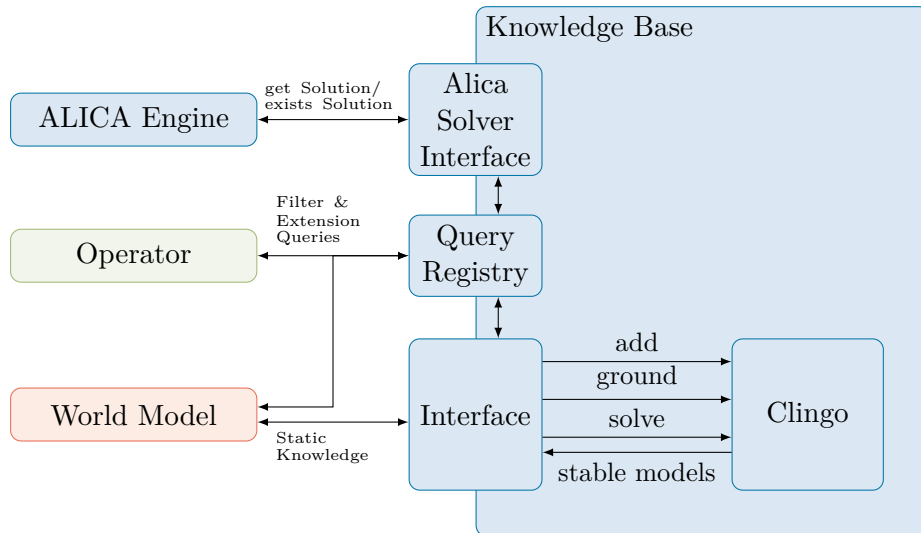 Knowledge Base
get Solution/
exists Solution
ALICA Engine
Alica
Solver
Interface
Filter &
Extension
Queries
Operator
Query
Registry
World Model
Static
Knowledge
Interface
add
ground
solve
stable models
Clingo